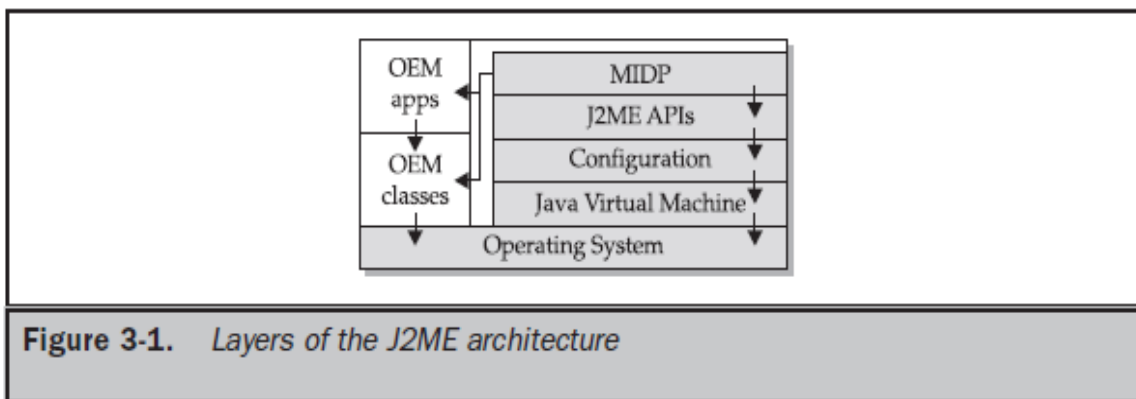 OEM
apps
OEM
classes
MIDP
J2ME APIs
Configuration
Java Virtual Machine
Operating System
Figure 3-1. Layers of the J2ME architecture